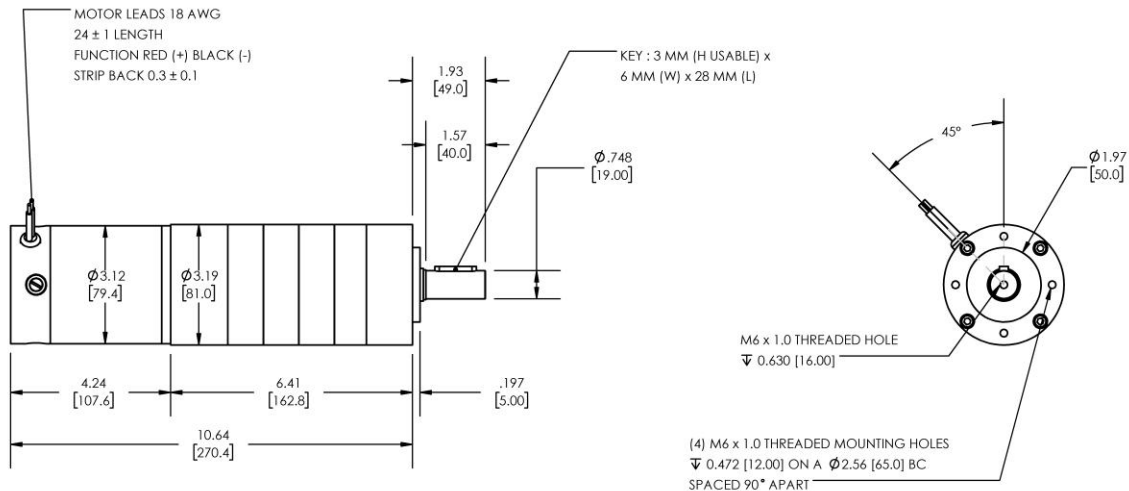 MOTOR LEADS 18 AWG
24 ± 1 LENGTH
FUNCTION RED (+) BLACK (-)
STRIP BACK 0.3 ± 0.1
1.93
[49.0]
KEY : 3 MM (H USABLE) x
6 MM (W) x 28 MM (L)
1.57
[40.0]
Ø.748
[19.00]
45°
Ø1.97
[50.0]
Ø3.12
[79.4]
Ø3.19
[81.0]
M6 x 1.0 THREADED HOLE
↧ 0.630 [16.00]
4.24
[107.6]
6.41
[162.8]
.197
[5.00]
10.64
[270.4]
(4) M6 x 1.0 THREADED MOUNTING HOLES
↧ 0.472 [12.00] ON A Ø2.56 [65.0] BC
SPACED 90° APART